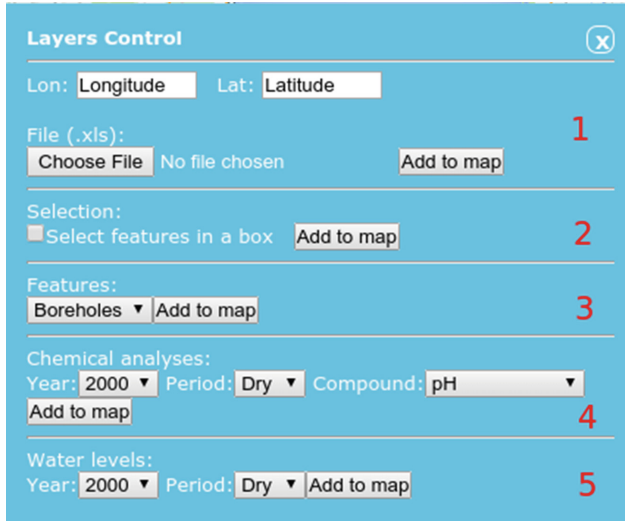 Layers Control x
Lon: Longitude Lat: Latitude
1
File (.xls):
Choose File No file chosen Add to map
Selection:
Select features in a box Add to map 2
Features:
Boreholes Add to map 3
Chemical analyses:
Year: 2000 Period: Dry Compound: pH
Add to map 4
Water levels:
Year: 2000 Period: Dry Add to map 5